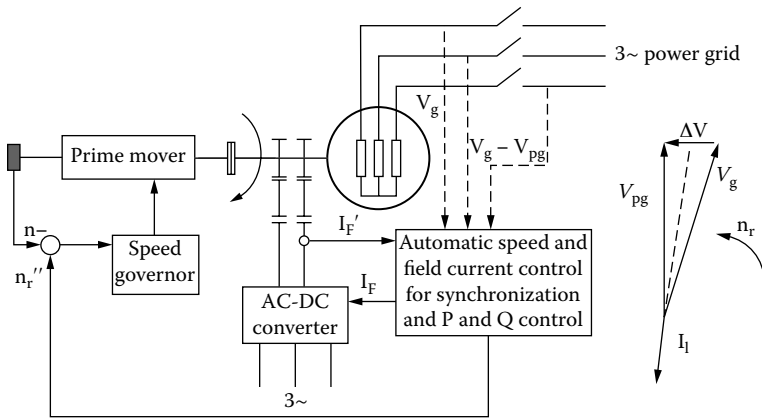 3~ power grid
V_g
V_g – V_pg
ΔV
V_pg
V_g
n_r
I_l
Prime mover
n–
n_r''
Speed
governor
I_F'
I_F
AC-DC
converter
3~
Automatic speed and
field current control
for synchronization
and P and Q control